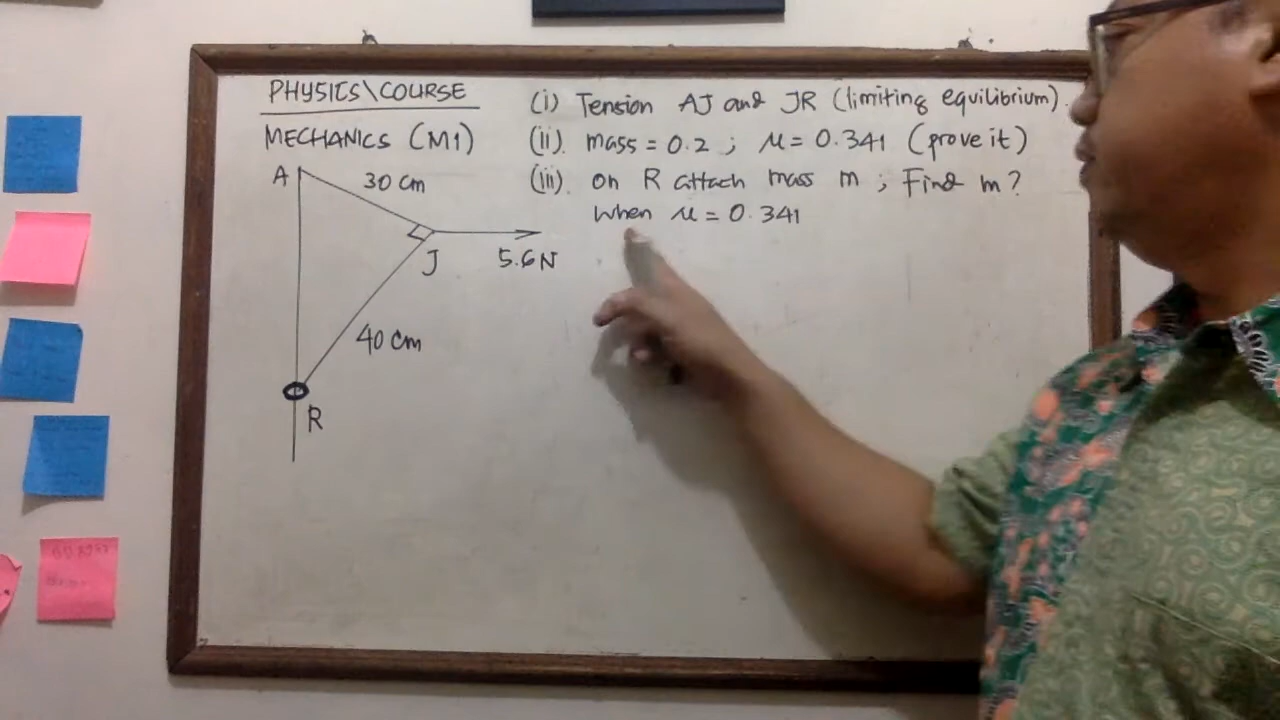 PHYSICS\COURSE
MECHANICS (M1)
(i) Tension AJ and JR (limiting equilibrium).
(ii). mass = 0.2 ; μ = 0.341 (prove it)
(iii). on R attach mass m ; Find m?
when μ = 0.341
A
30 cm
J
5.6N
40 cm
R